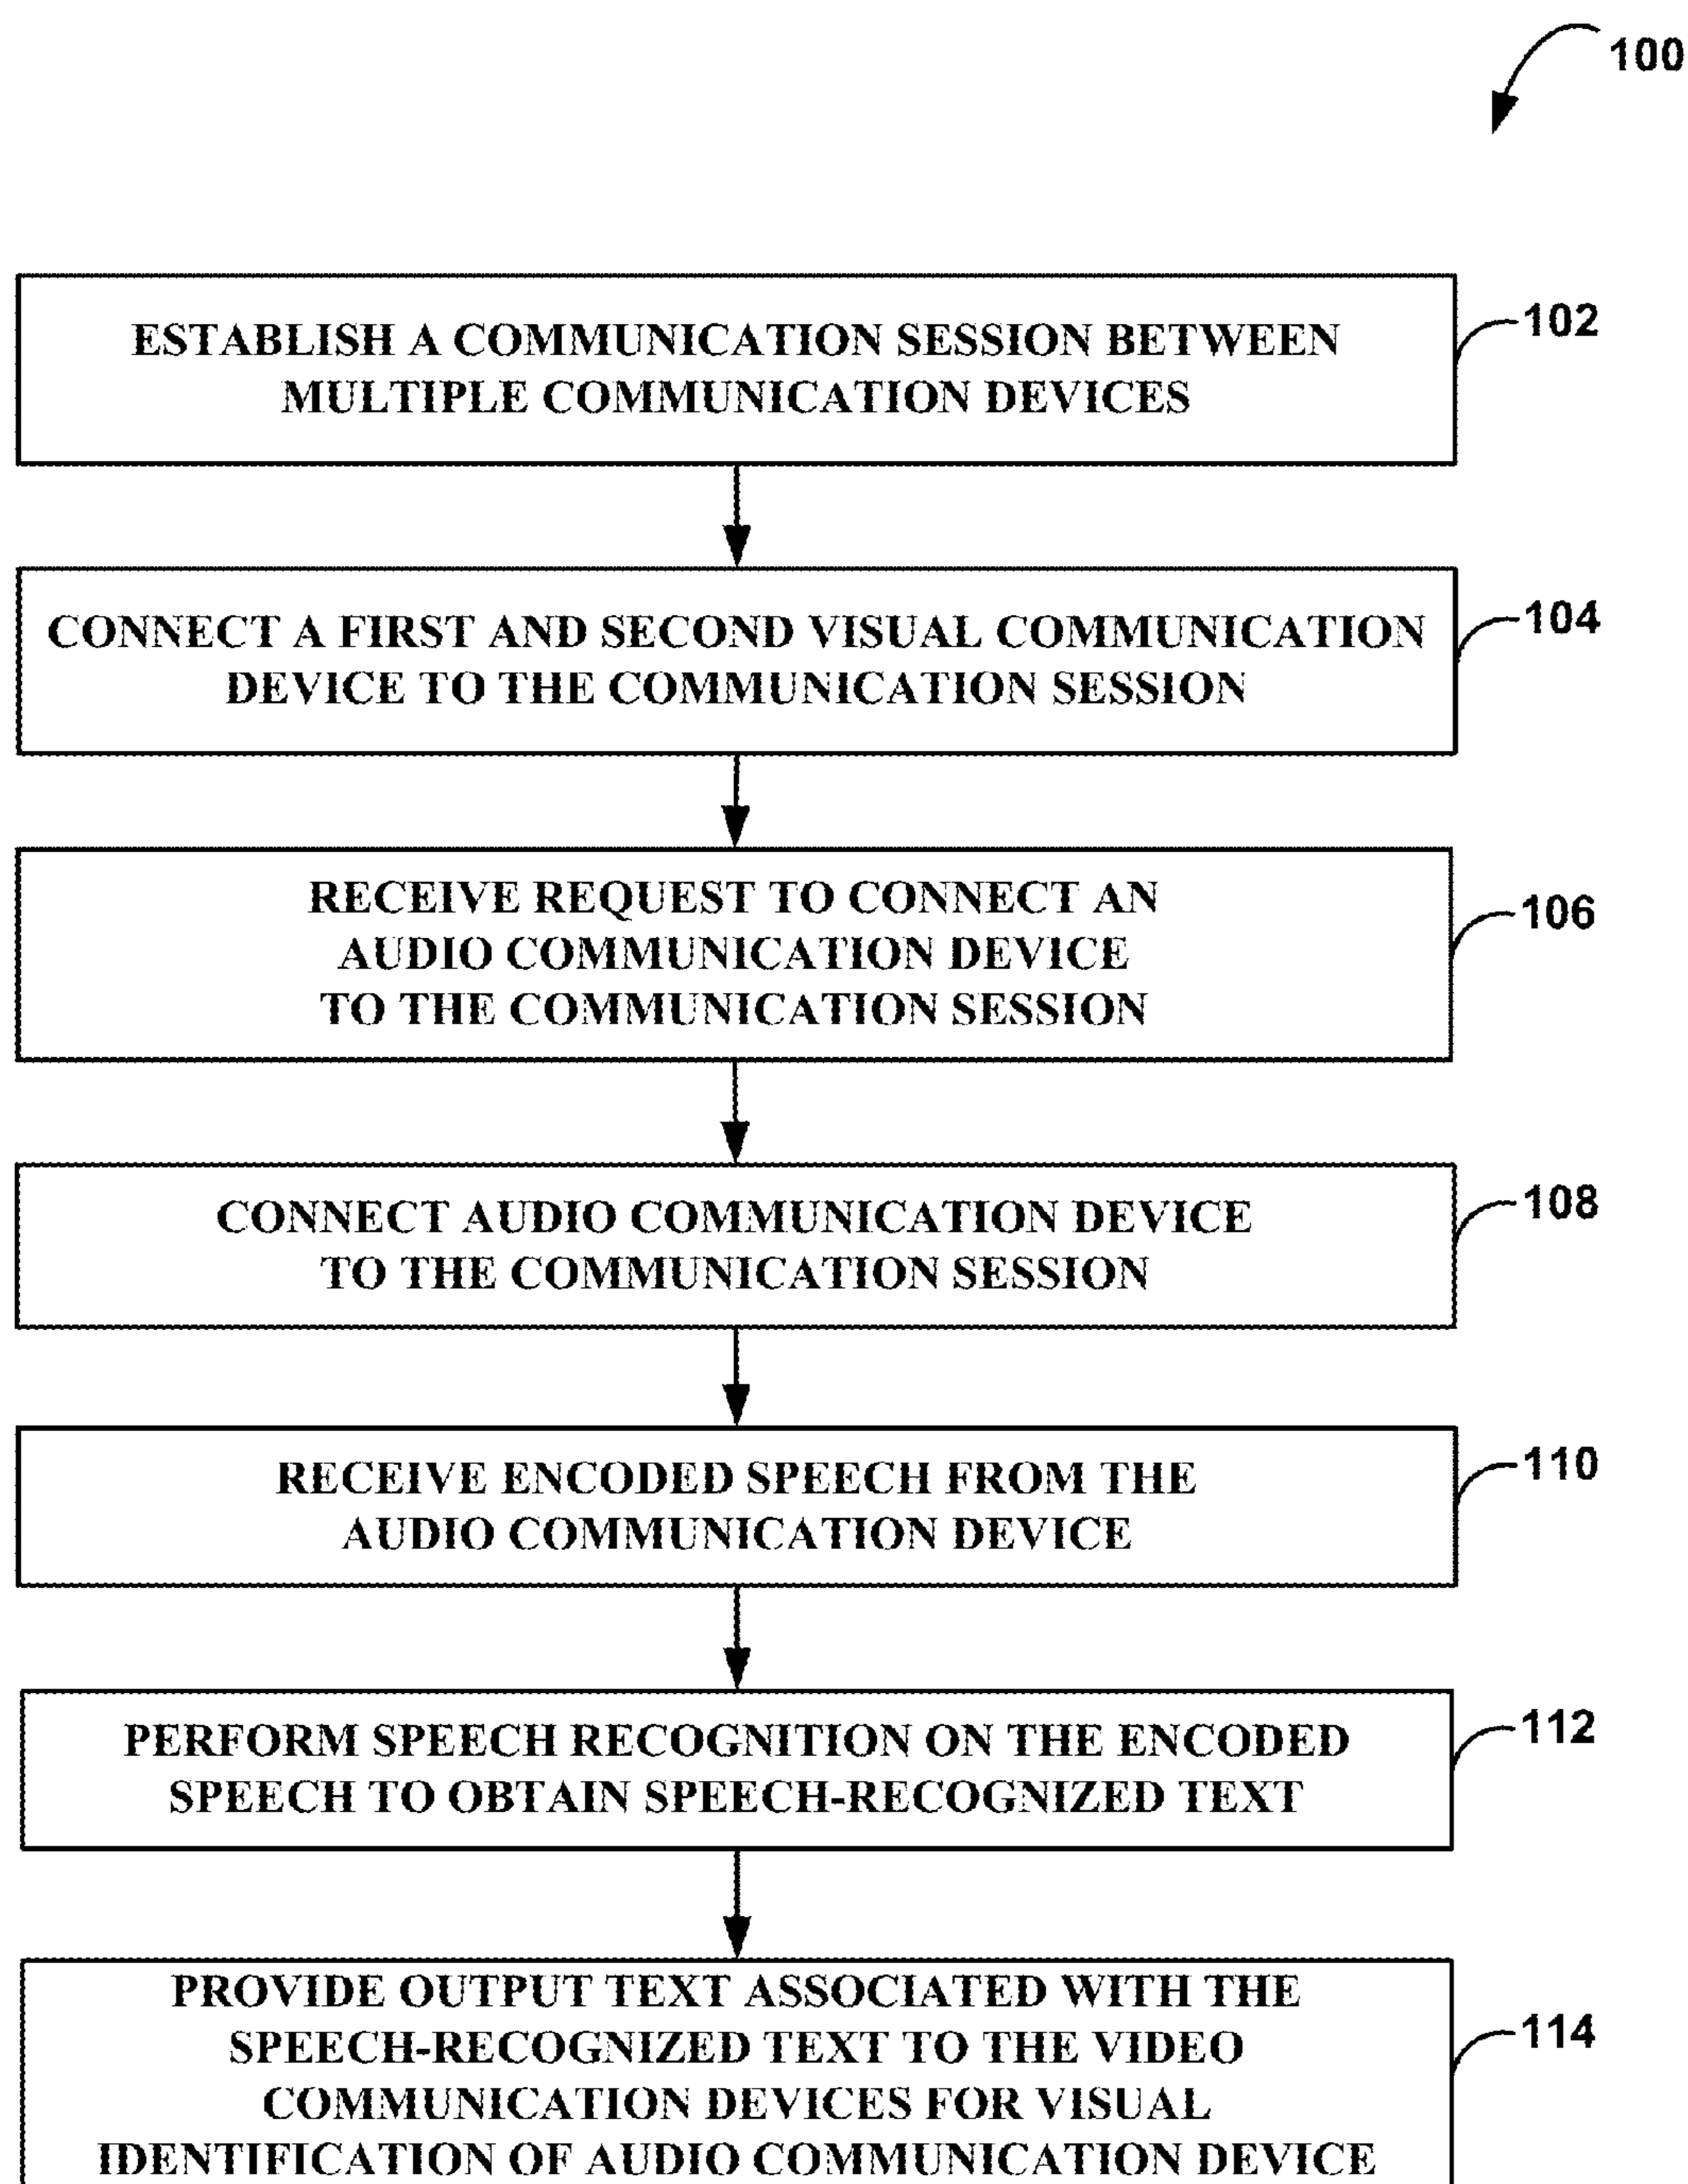 100
ESTABLISH A COMMUNICATION SESSION BETWEEN
MULTIPLE COMMUNICATION DEVICES
102
CONNECT A FIRST AND SECOND VISUAL COMMUNICATION
DEVICE TO THE COMMUNICATION SESSION
104
RECEIVE REQUEST TO CONNECT AN
AUDIO COMMUNICATION DEVICE
TO THE COMMUNICATION SESSION
106
CONNECT AUDIO COMMUNICATION DEVICE
TO THE COMMUNICATION SESSION
108
RECEIVE ENCODED SPEECH FROM THE
AUDIO COMMUNICATION DEVICE
110
PERFORM SPEECH RECOGNITION ON THE ENCODED
SPEECH TO OBTAIN SPEECH-RECOGNIZED TEXT
112
PROVIDE OUTPUT TEXT ASSOCIATED WITH THE
SPEECH-RECOGNIZED TEXT TO THE VIDEO
COMMUNICATION DEVICES FOR VISUAL
IDENTIFICATION OF AUDIO COMMUNICATION DEVICE
114